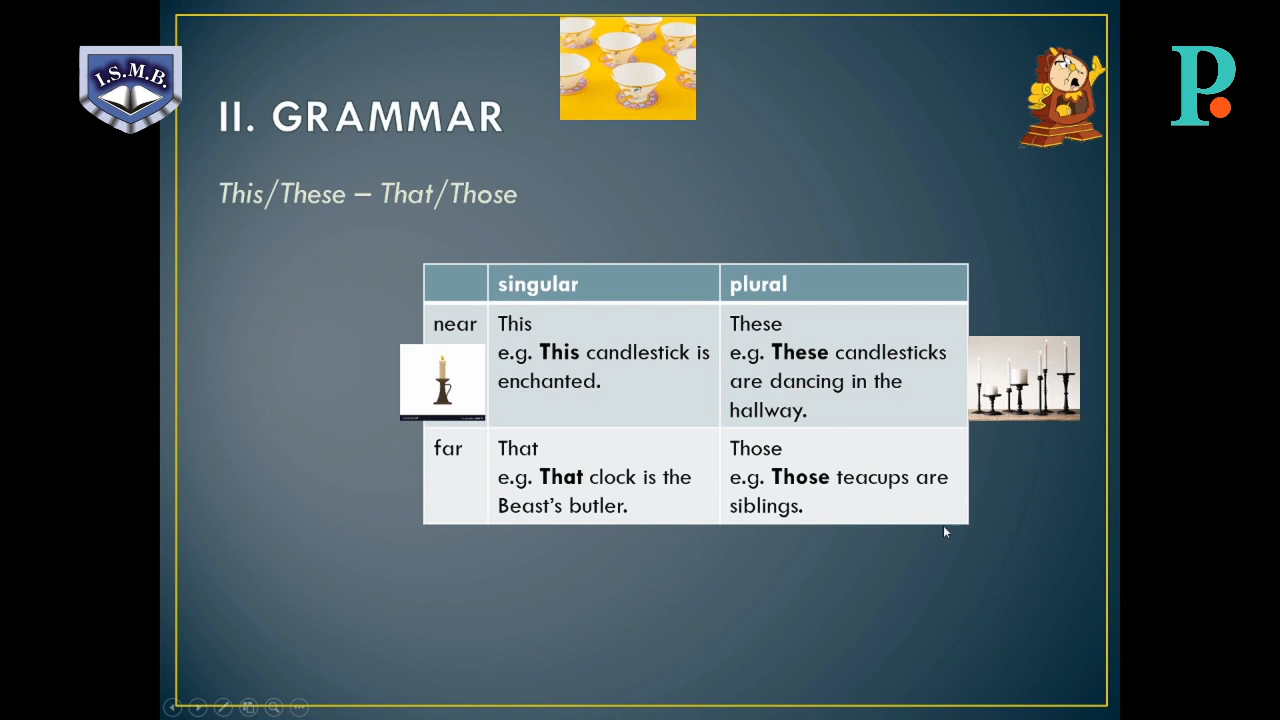 I.S.M.B.
P.
II. GRAMMAR
This/These – That/Those
singular
plural
near
This
e.g. This candlestick is
enchanted.
These
e.g. These candlesticks
are dancing in the
hallway.
far
That
e.g. That clock is the
Beast's butler.
Those
e.g. Those teacups are
siblings.